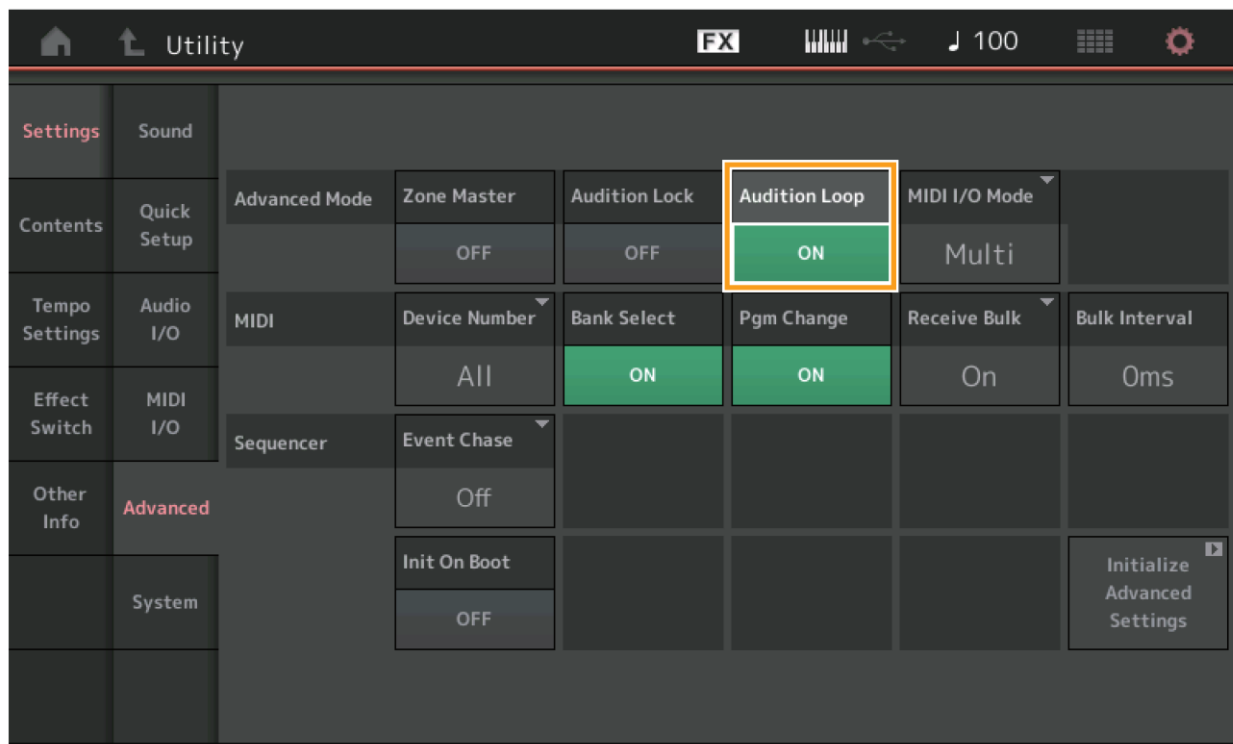 Utility
FX
♩ 100
Settings
Contents
Tempo
Settings
Effect
Switch
Other
Info
Sound
Quick
Setup
Audio
I/O
MIDI
I/O
Advanced
System
Advanced Mode
Zone Master
OFF
Audition Lock
OFF
Audition Loop
ON
MIDI I/O Mode
Multi
MIDI
Device Number
All
Bank Select
ON
Pgm Change
ON
Receive Bulk
On
Bulk Interval
0ms
Sequencer
Event Chase
Off
Init On Boot
OFF
Initialize
Advanced
Settings